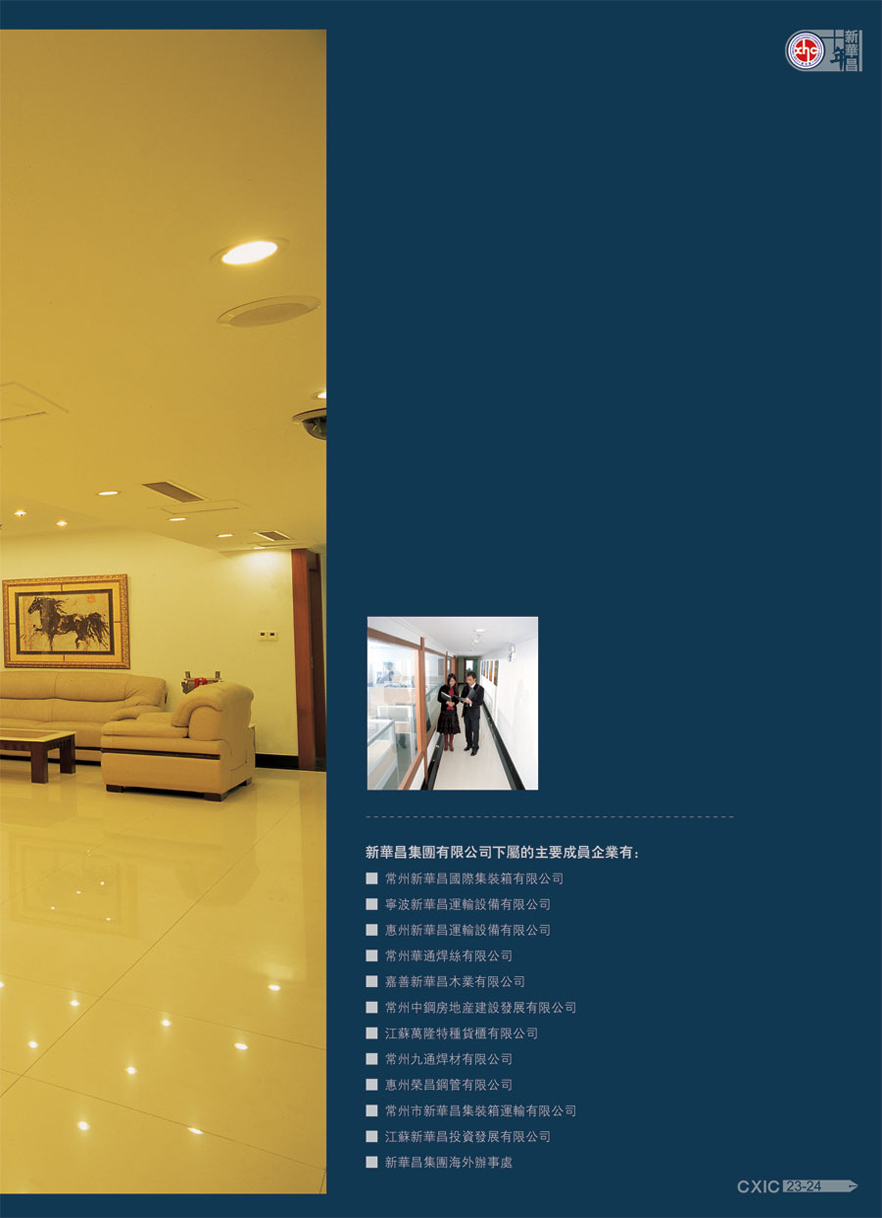 xhc
十年
新華昌
新華昌集團有限公司下屬的主要成員企業有：
常州新華昌國際集裝箱有限公司
寧波新華昌運輸設備有限公司
惠州新華昌運輸設備有限公司
常州華通焊絲有限公司
嘉善新華昌木業有限公司
常州中鋼房地産建設發展有限公司
江蘇萬隆特種貨櫃有限公司
常州九通焊材有限公司
惠州榮昌鋼管有限公司
常州市新華昌集裝箱運輸有限公司
江蘇新華昌投資發展有限公司
新華昌集團海外辦事處
CXIC 23-24